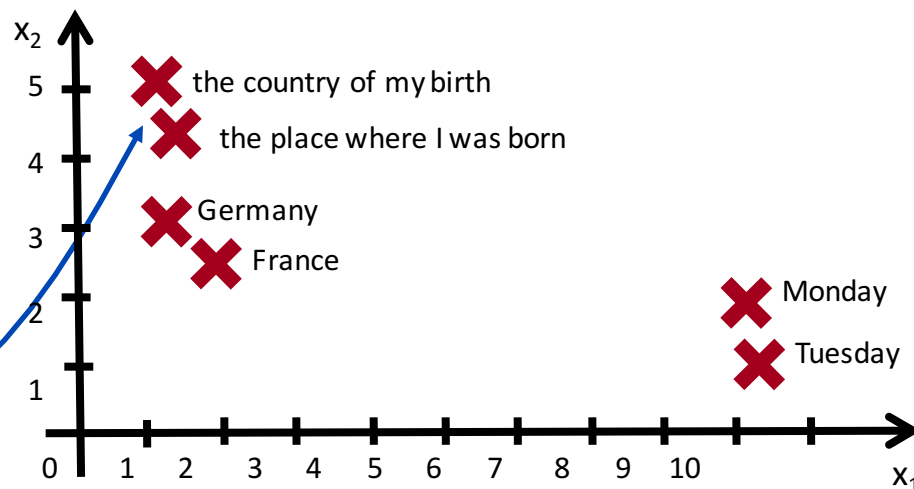 x₂
5 the country of my birth
the place where I was born
4
Germany
3
France
Monday
2
Tuesday
1
0 1 2 3 4 5 6 7 8 9 10
x₁